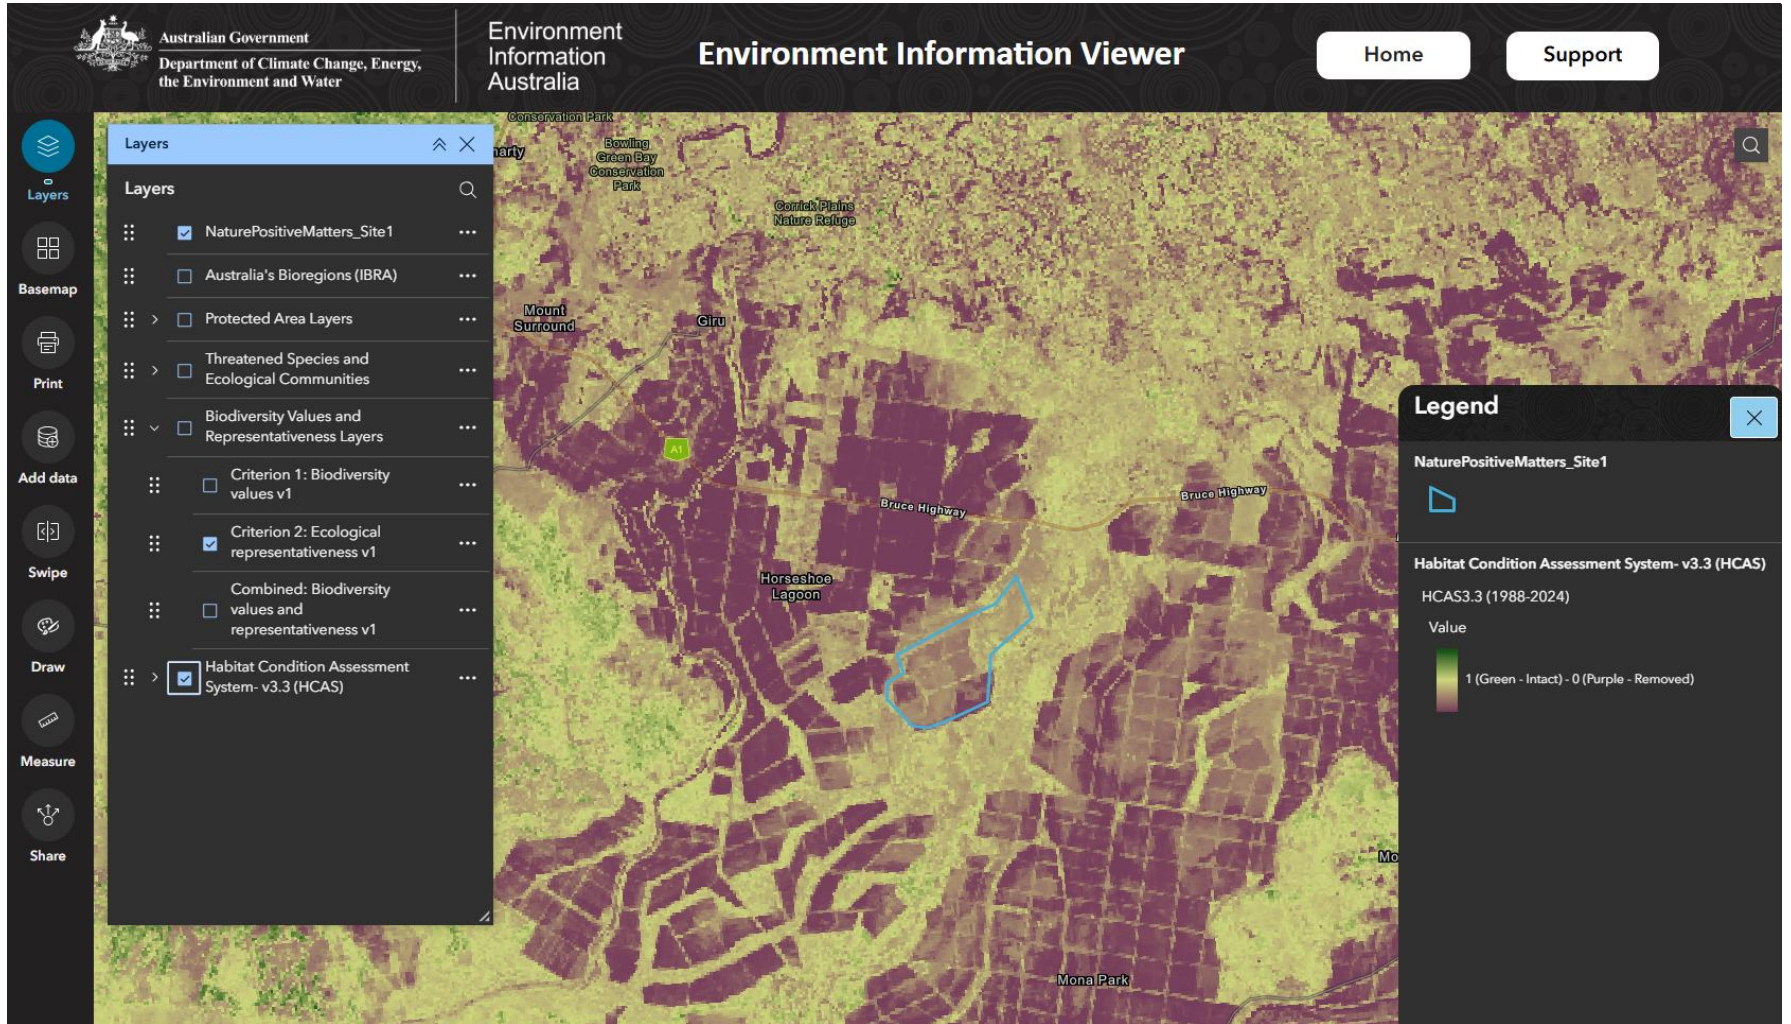 Australian Government
Department of Climate Change, Energy,
the Environment and Water
Environment
Information
Australia
Environment Information Viewer
Home
Support
Layers
Basemap
Print
Add data
Swipe
Draw
Measure
Share
Layers
Layers
NaturePositiveMatters_Site1
Australia's Bioregions (IBRA)
Protected Area Layers
Threatened Species and
Ecological Communities
Biodiversity Values and
Representativeness Layers
Criterion 1: Biodiversity
values v1
Criterion 2: Ecological
representativeness v1
Combined: Biodiversity
values and
representativeness v1
Habitat Condition Assessment
System- v3.3 (HCAS)
Conservation Park
Bowling
Green Bay
Conservation
Park
Corrick Plains
Nature Refuge
Mount
Surround
Giru
A1
Bruce Highway
Bruce Highway
Horseshoe
Lagoon
Mona Park
Legend
NaturePositiveMatters_Site1
Habitat Condition Assessment System- v3.3 (HCAS)
HCAS3.3 (1988-2024)
Value
1 (Green - Intact) - 0 (Purple - Removed)